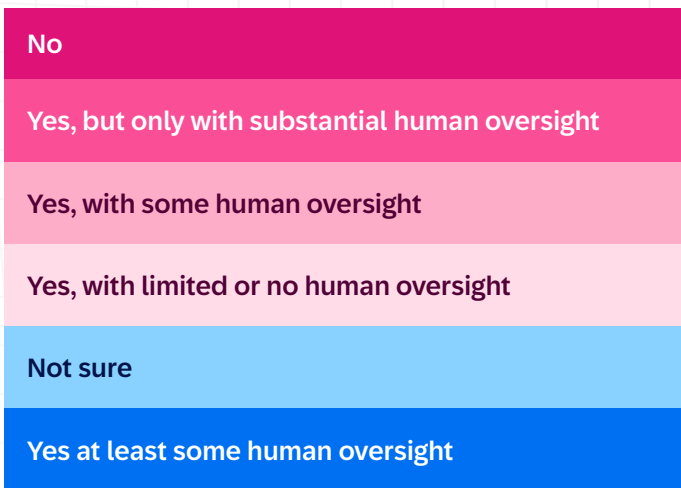 No
Yes, but only with substantial human oversight
Yes, with some human oversight
Yes, with limited or no human oversight
Not sure
Yes at least some human oversight